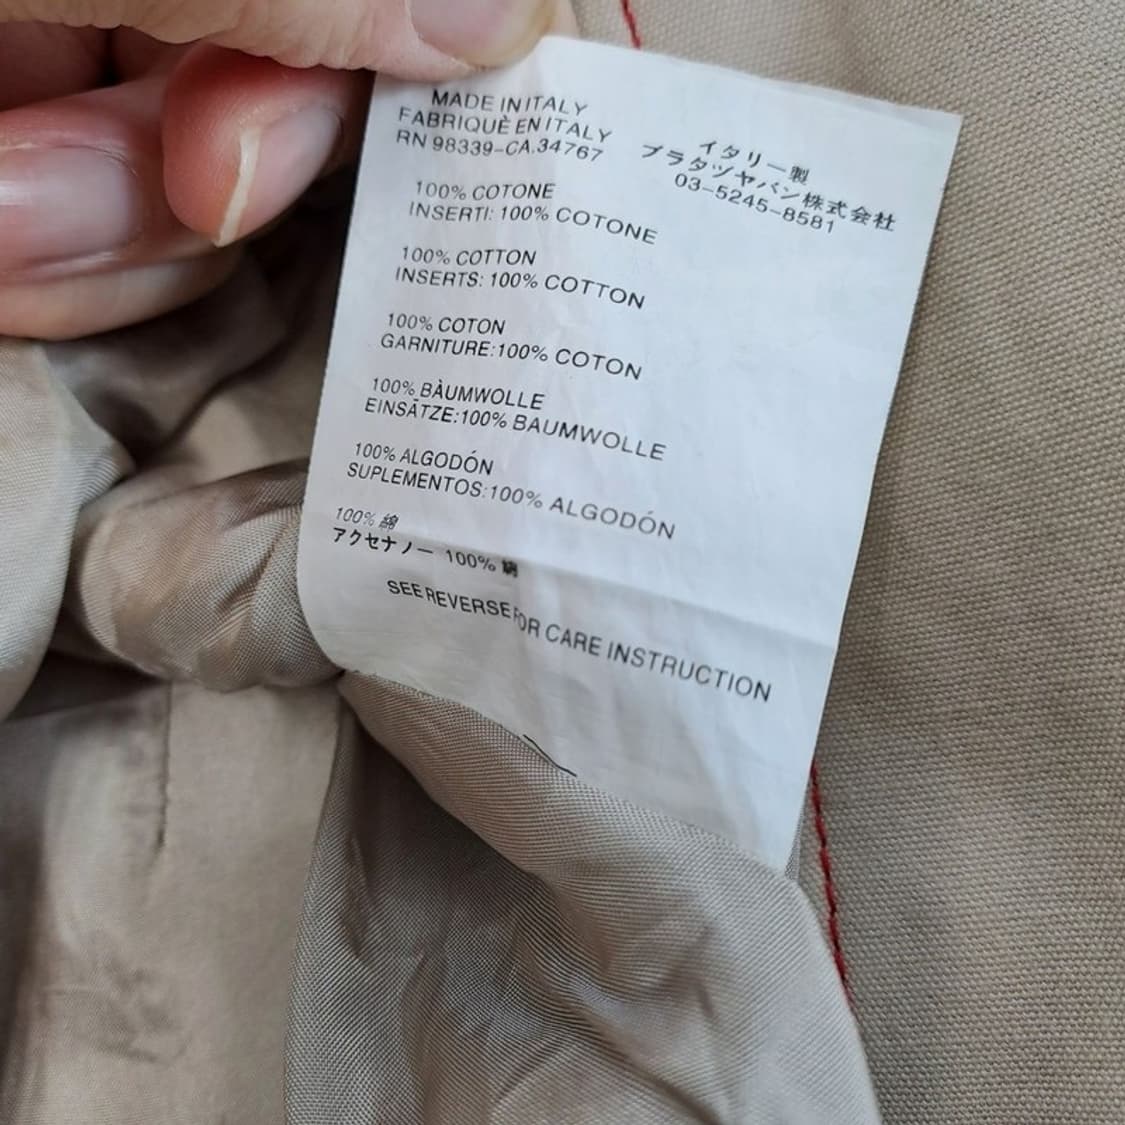 MADE IN ITALY
FABRIQUÈ EN ITALY
RN 98339-CA.34767
イタリー製
プラダジャパン株式会社
03-5245-8581
100% COTONE
INSERTI: 100% COTONE
100% COTTON
INSERTS: 100% COTTON
100% COTON
GARNITURE:100% COTON
100% BÀUMWOLLE
EINSÄTZE:100% BAUMWOLLE
100% ALGODÓN
SUPLEMENTOS:100% ALGODÓN
100% 綿
アクセナノー 100% 綿
SEE REVERSE FOR CARE INSTRUCTION